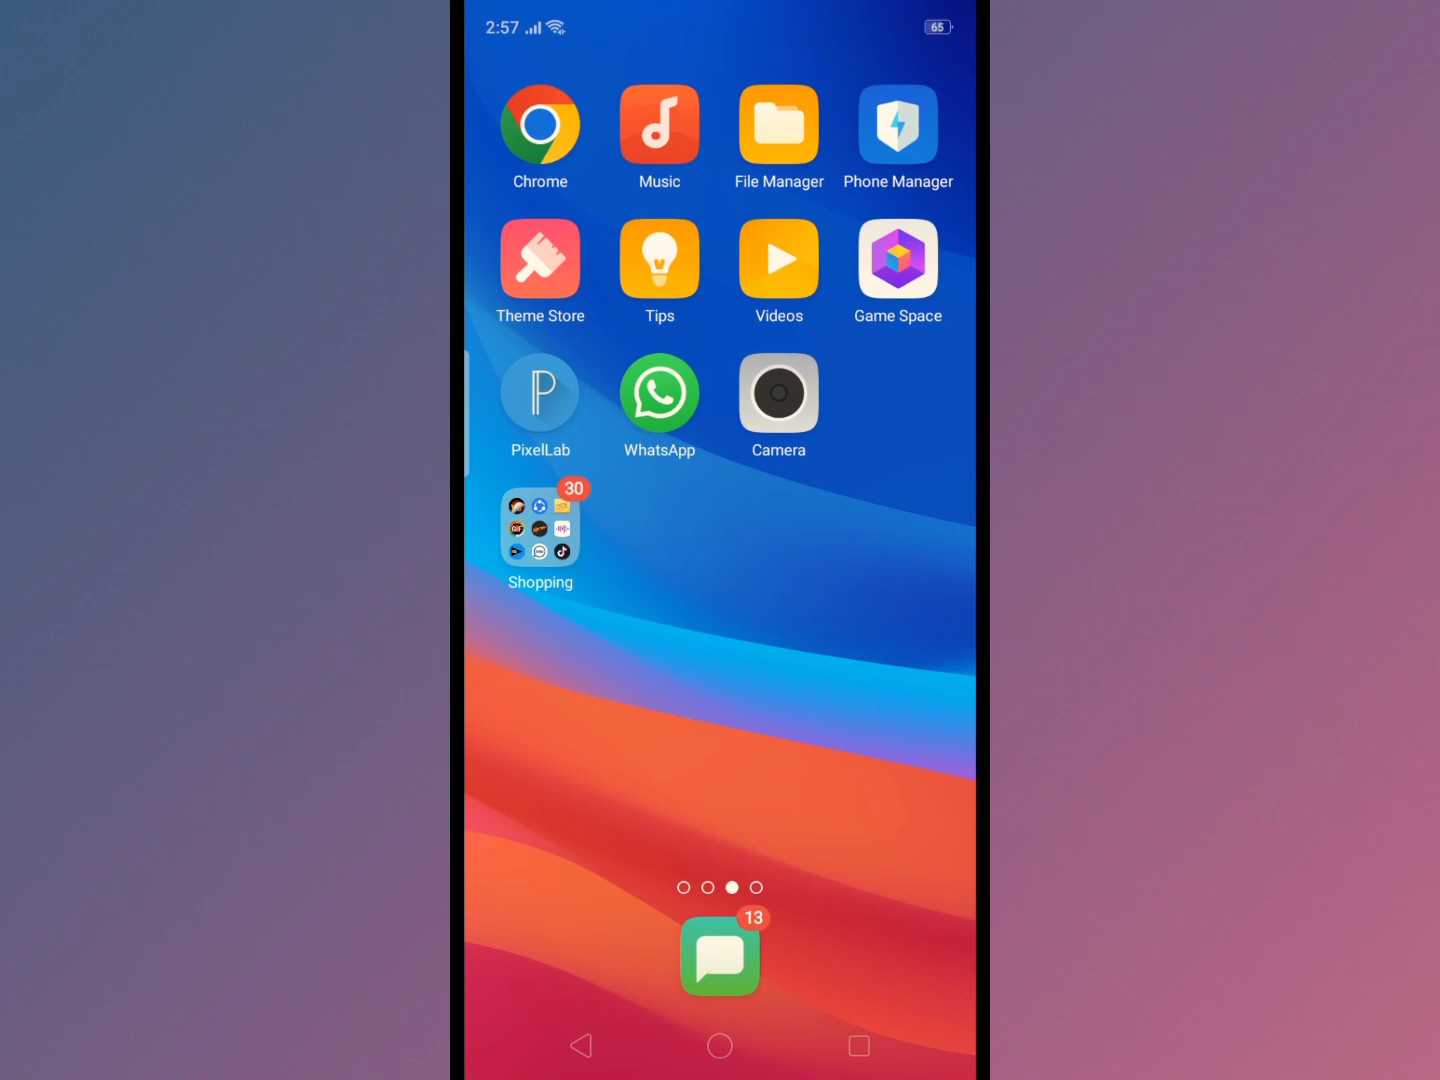 2:57 65
Chrome Music File Manager Phone Manager
Theme Store Tips Videos Game Space
PixelLab WhatsApp Camera
30
GIF
Shopping
13